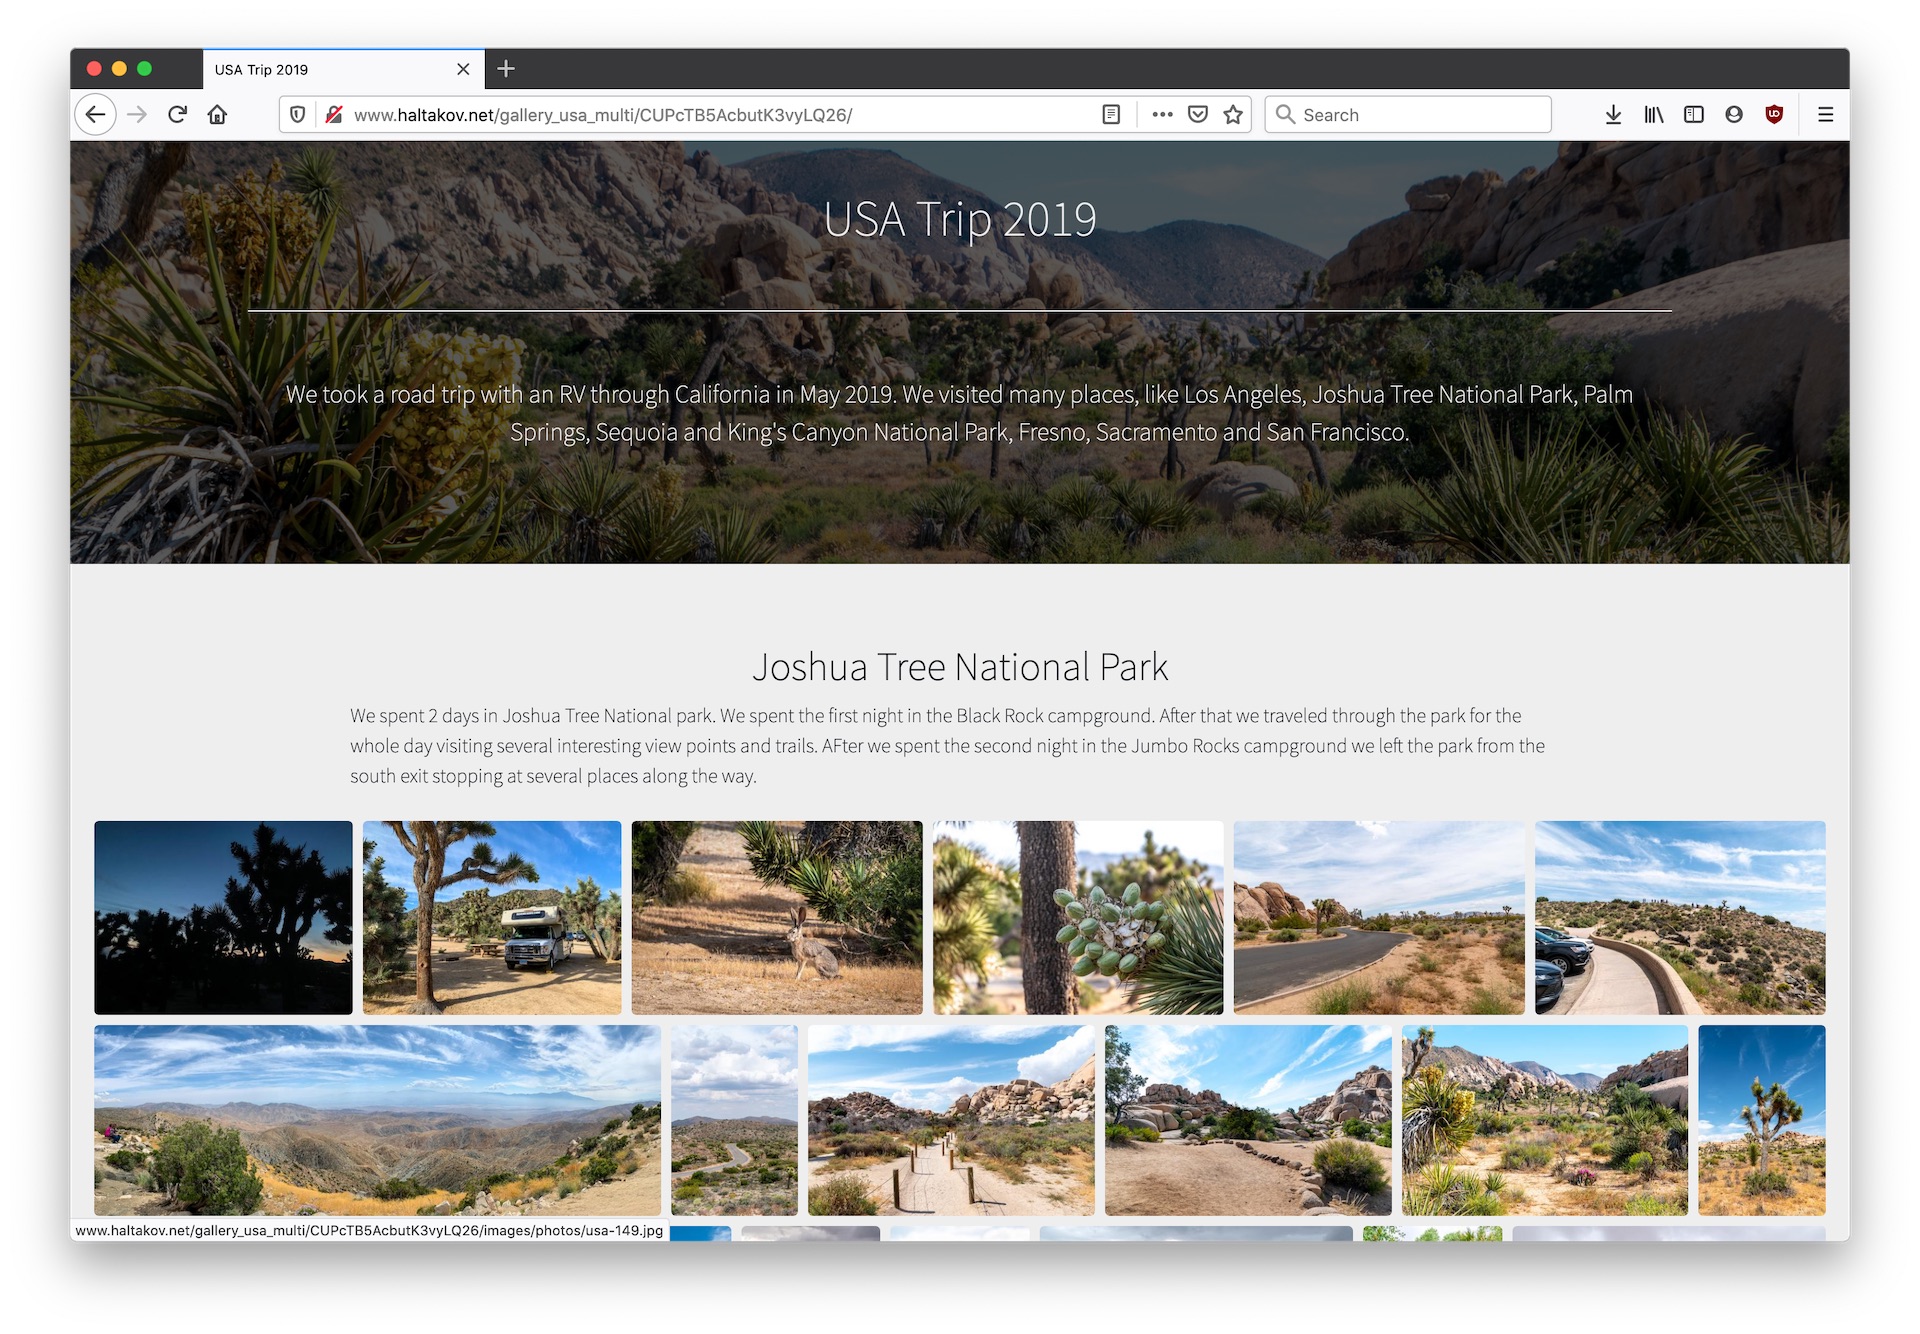 USA Trip 2019
www.haltakov.net/gallery_usa_multi/CUPcTB5AcbutK3vyLQ26/
Search
USA Trip 2019
We took a road trip with an RV through California in May 2019. We visited many places, like Los Angeles, Joshua Tree National Park, Palm
Springs, Sequoia and King's Canyon National Park, Fresno, Sacramento and San Francisco.
Joshua Tree National Park
We spent 2 days in Joshua Tree National park. We spent the first night in the Black Rock campground. After that we traveled through the park for the
whole day visiting several interesting view points and trails. AFter we spent the second night in the Jumbo Rocks campground we left the park from the
south exit stopping at several places along the way.
www.haltakov.net/gallery_usa_multi/CUPcTB5AcbutK3vyLQ26/images/photos/usa-149.jpg